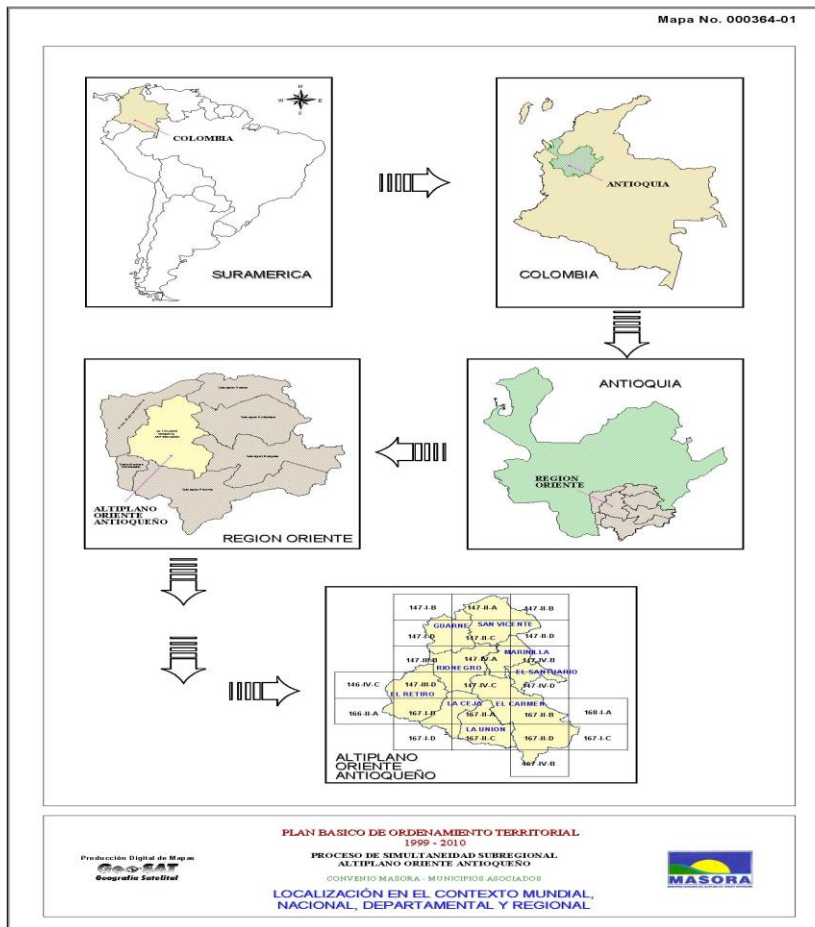 Mapa No. 000364-01
N
W E
S
COLOMBIA
SURAMERICA
ANTIOQUIA
COLOMBIA
ALTIPLANO
ORIENTE
ANTIOQUEÑO
REGION ORIENTE
ANTIOQUIA
REGION
ORIENTE
147-I-B 147-II-A 147-II-B
GUARNE SAN VICENTE
147-I-D 147-II-C 147-II-D
MARINILLA
147-III-B 147-IV-A 147-IV-B
RIONEGRO EL SANTUARIO
146-IV-C 147-III-D 147-IV-C 147-IV-D
EL RETIRO LA CEJA EL CARMEN
166-II-A 167-I-B 167-II-A 167-II-B 168-I-A
LA UNION
167-I-D 167-II-C 167-II-D 167-I-C
467-IV-B
ALTIPLANO
ORIENTE
ANTIOQUEÑO
Producción Digital de Mapas
GeoSAT
Geografía Satelital
PLAN BASICO DE ORDENAMIENTO TERRITORIAL
1999 - 2010
PROCESO DE SIMULTANEIDAD SUBREGIONAL
ALTIPLANO ORIENTE ANTIOQUEÑO
CONVENIO MASORA - MUNICIPIOS ASOCIADOS
LOCALIZACIÓN EN EL CONTEXTO MUNDIAL,
NACIONAL, DEPARTAMENTAL Y REGIONAL
MASORA